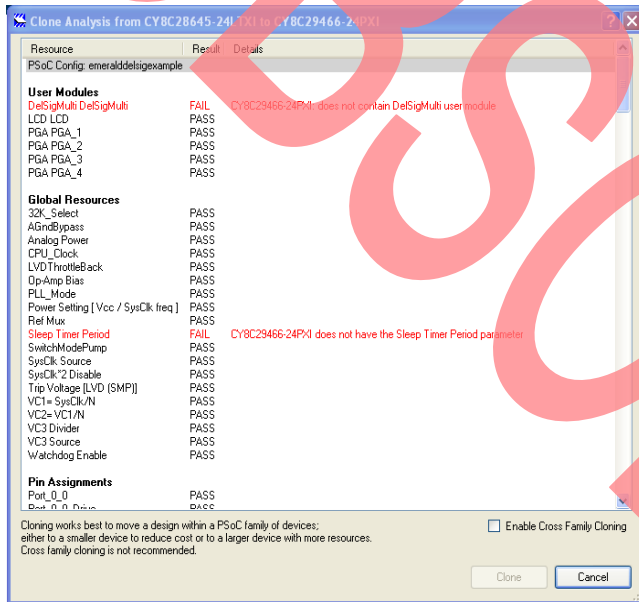 Clone Analysis from CY8C28645-24LTXI to CY8C29466-24PXI
Resource Result Details
PSoC Config: emeralddelsigexample
User Modules
DelSigMulti DelSigMulti FAIL CY8C29466-24PXI: does not contain DelSigMulti user module
LCD LCD PASS
PGA PGA_1 PASS
PGA PGA_2 PASS
PGA PGA_3 PASS
PGA PGA_4 PASS
Global Resources
32K_Select PASS
AGndBypass PASS
Analog Power PASS
CPU_Clock PASS
LVDThrottleBack PASS
Op-Amp Bias PASS
PLL_Mode PASS
Power Setting [ Vcc / SysClk freq ] PASS
Ref Mux PASS
Sleep Timer Period FAIL CY8C29466-24PXI does not have the Sleep Timer Period parameter
SwitchModePump PASS
SysClk Source PASS
SysClk*2 Disable PASS
Trip Voltage [LVD (SMP)] PASS
VC1= SysClk/N PASS
VC2= VC1/N PASS
VC3 Divider PASS
VC3 Source PASS
Watchdog Enable PASS
Pin Assignments
Port_0_0 PASS
Port_0_0_Drive PASS
Cloning works best to move a design within a PSoC family of devices;
either to a smaller device to reduce cost or to a larger device with more resources.
Cross family cloning is not recommended.
Enable Cross Family Cloning
Clone Cancel